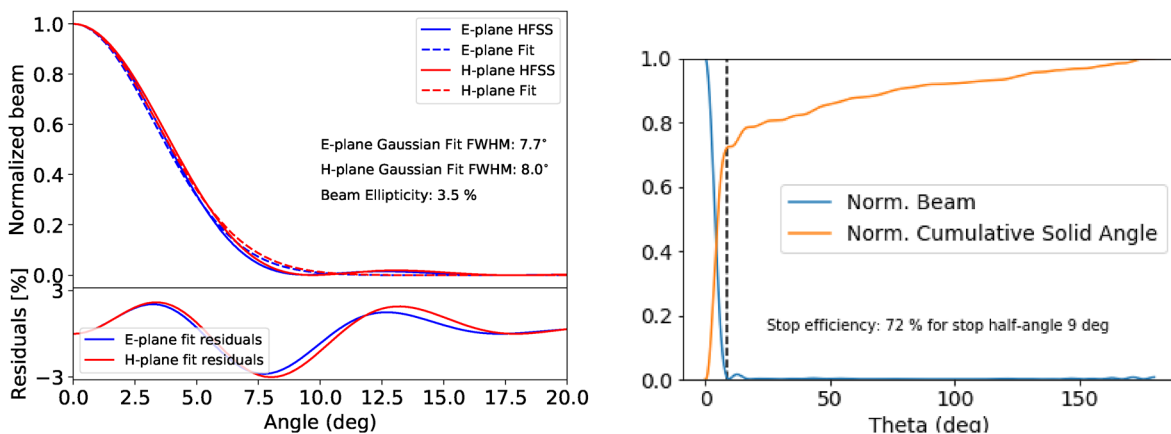 1.0
0.8
0.6
0.4
0.2
0.0
Normalized beam
E-plane HFSS
E-plane Fit
H-plane HFSS
H-plane Fit
E-plane Gaussian Fit FWHM: 7.7°
H-plane Gaussian Fit FWHM: 8.0°
Beam Ellipticity: 3.5 %
3
−3
Residuals [%]
E-plane fit residuals
H-plane fit residuals
0.0 2.5 5.0 7.5 10.0 12.5 15.0 17.5 20.0
Angle (deg)
1.0
0.8
0.6
0.4
0.2
0.0
Norm. Beam
Norm. Cumulative Solid Angle
Stop efficiency: 72 % for stop half-angle 9 deg
0 50 100 150
Theta (deg)